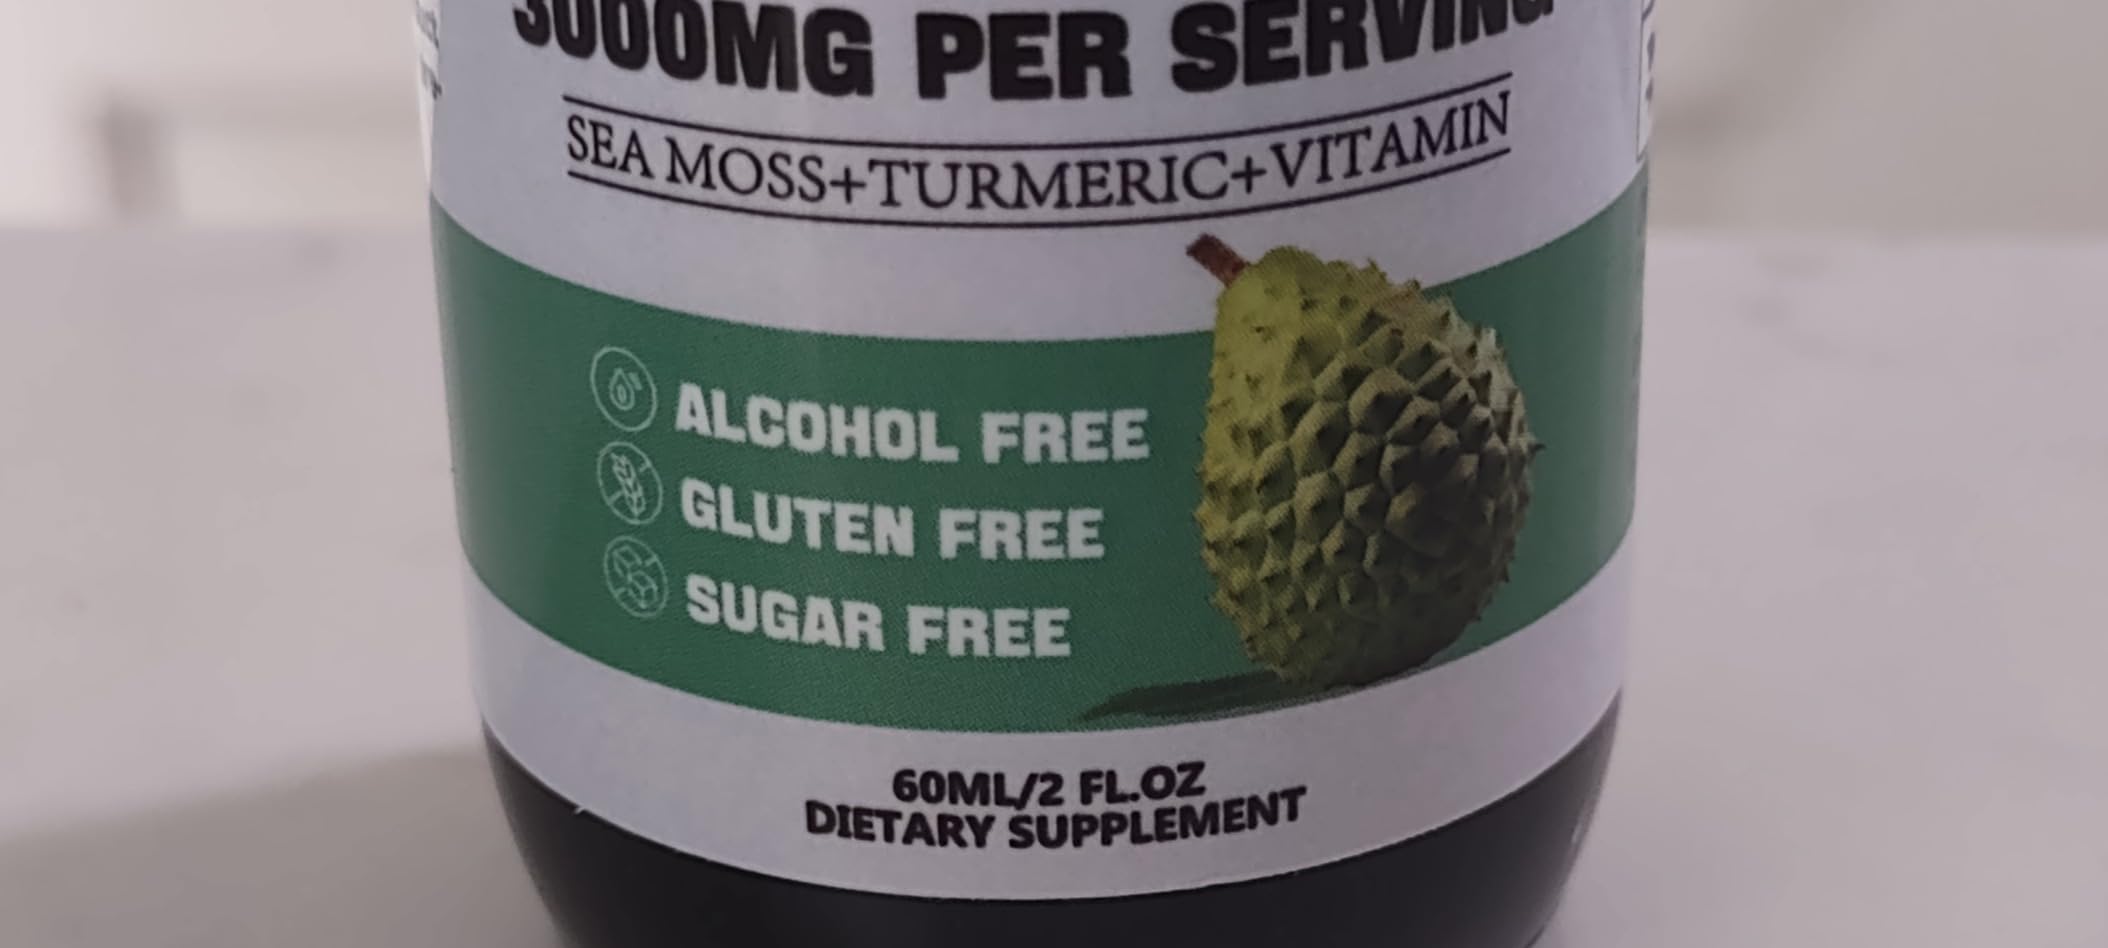 3000MG PER SERVING
SEA MOSS+TURMERIC+VITAMIN
ALCOHOL FREE
GLUTEN FREE
SUGAR FREE
60ML/2 FL.OZ
DIETARY SUPPLEMENT